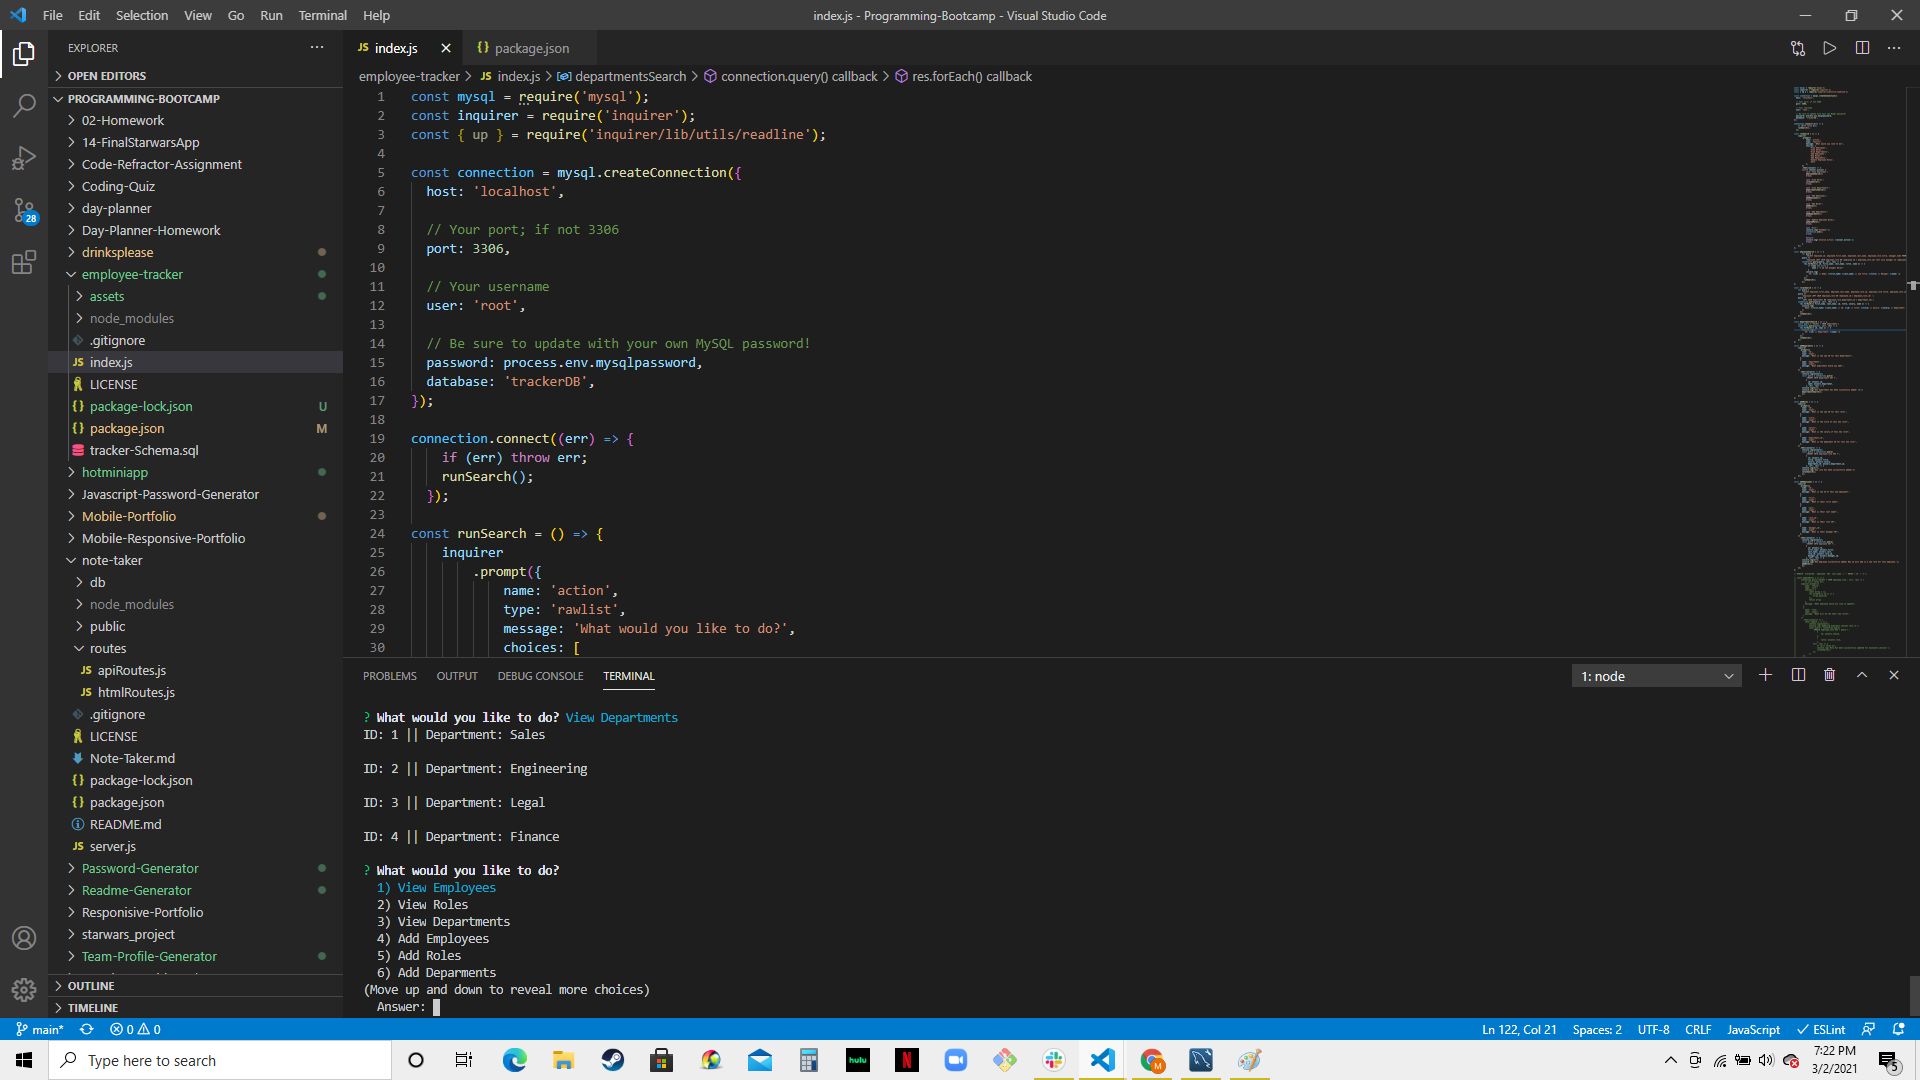 File Edit Selection View Go Run Terminal Help
index.js - Programming-Bootcamp - Visual Studio Code
EXPLORER
OPEN EDITORS
PROGRAMMING-BOOTCAMP
02-Homework
14-FinalStarwarsApp
Code-Refractor-Assignment
Coding-Quiz
day-planner
Day-Planner-Homework
drinksplease
employee-tracker
assets
node_modules
.gitignore
JS index.js
LICENSE
{} package-lock.json U
{} package.json M
tracker-Schema.sql
hotminiapp
Javascript-Password-Generator
Mobile-Portfolio
Mobile-Responsive-Portfolio
note-taker
db
node_modules
public
routes
JS apiRoutes.js
JS htmlRoutes.js
.gitignore
LICENSE
Note-Taker.md
{} package-lock.json
{} package.json
README.md
JS server.js
Password-Generator
Readme-Generator
Responisive-Portfolio
starwars_project
Team-Profile-Generator
OUTLINE
TIMELINE
28
JS index.js
{} package.json
employee-tracker > JS index.js > departmentsSearch > connection.query() callback > res.forEach() callback
1 const mysql = require('mysql');
2 const inquirer = require('inquirer');
3 const { up } = require('inquirer/lib/utils/readline');
4
5 const connection = mysql.createConnection({
6 host: 'localhost',
7
8 // Your port; if not 3306
9 port: 3306,
10
11 // Your username
12 user: 'root',
13
14 // Be sure to update with your own MySQL password!
15 password: process.env.mysqlpassword,
16 database: 'trackerDB',
17 });
18
19 connection.connect((err) => {
20 if (err) throw err;
21 runSearch();
22 });
23
24 const runSearch = () => {
25 inquirer
26 .prompt({
27 name: 'action',
28 type: 'rawlist',
29 message: 'What would you like to do?',
30 choices: [
PROBLEMS OUTPUT DEBUG CONSOLE TERMINAL
1: node
? What would you like to do? View Departments
ID: 1 || Department: Sales
ID: 2 || Department: Engineering
ID: 3 || Department: Legal
ID: 4 || Department: Finance
? What would you like to do?
1) View Employees
2) View Roles
3) View Departments
4) Add Employees
5) Add Roles
6) Add Deparments
(Move up and down to reveal more choices)
Answer:
main* 0 0
Ln 122, Col 21 Spaces: 2 UTF-8 CRLF JavaScript ESLint
Type here to search
hulu
N
M
7:22 PM
3/2/2021
5